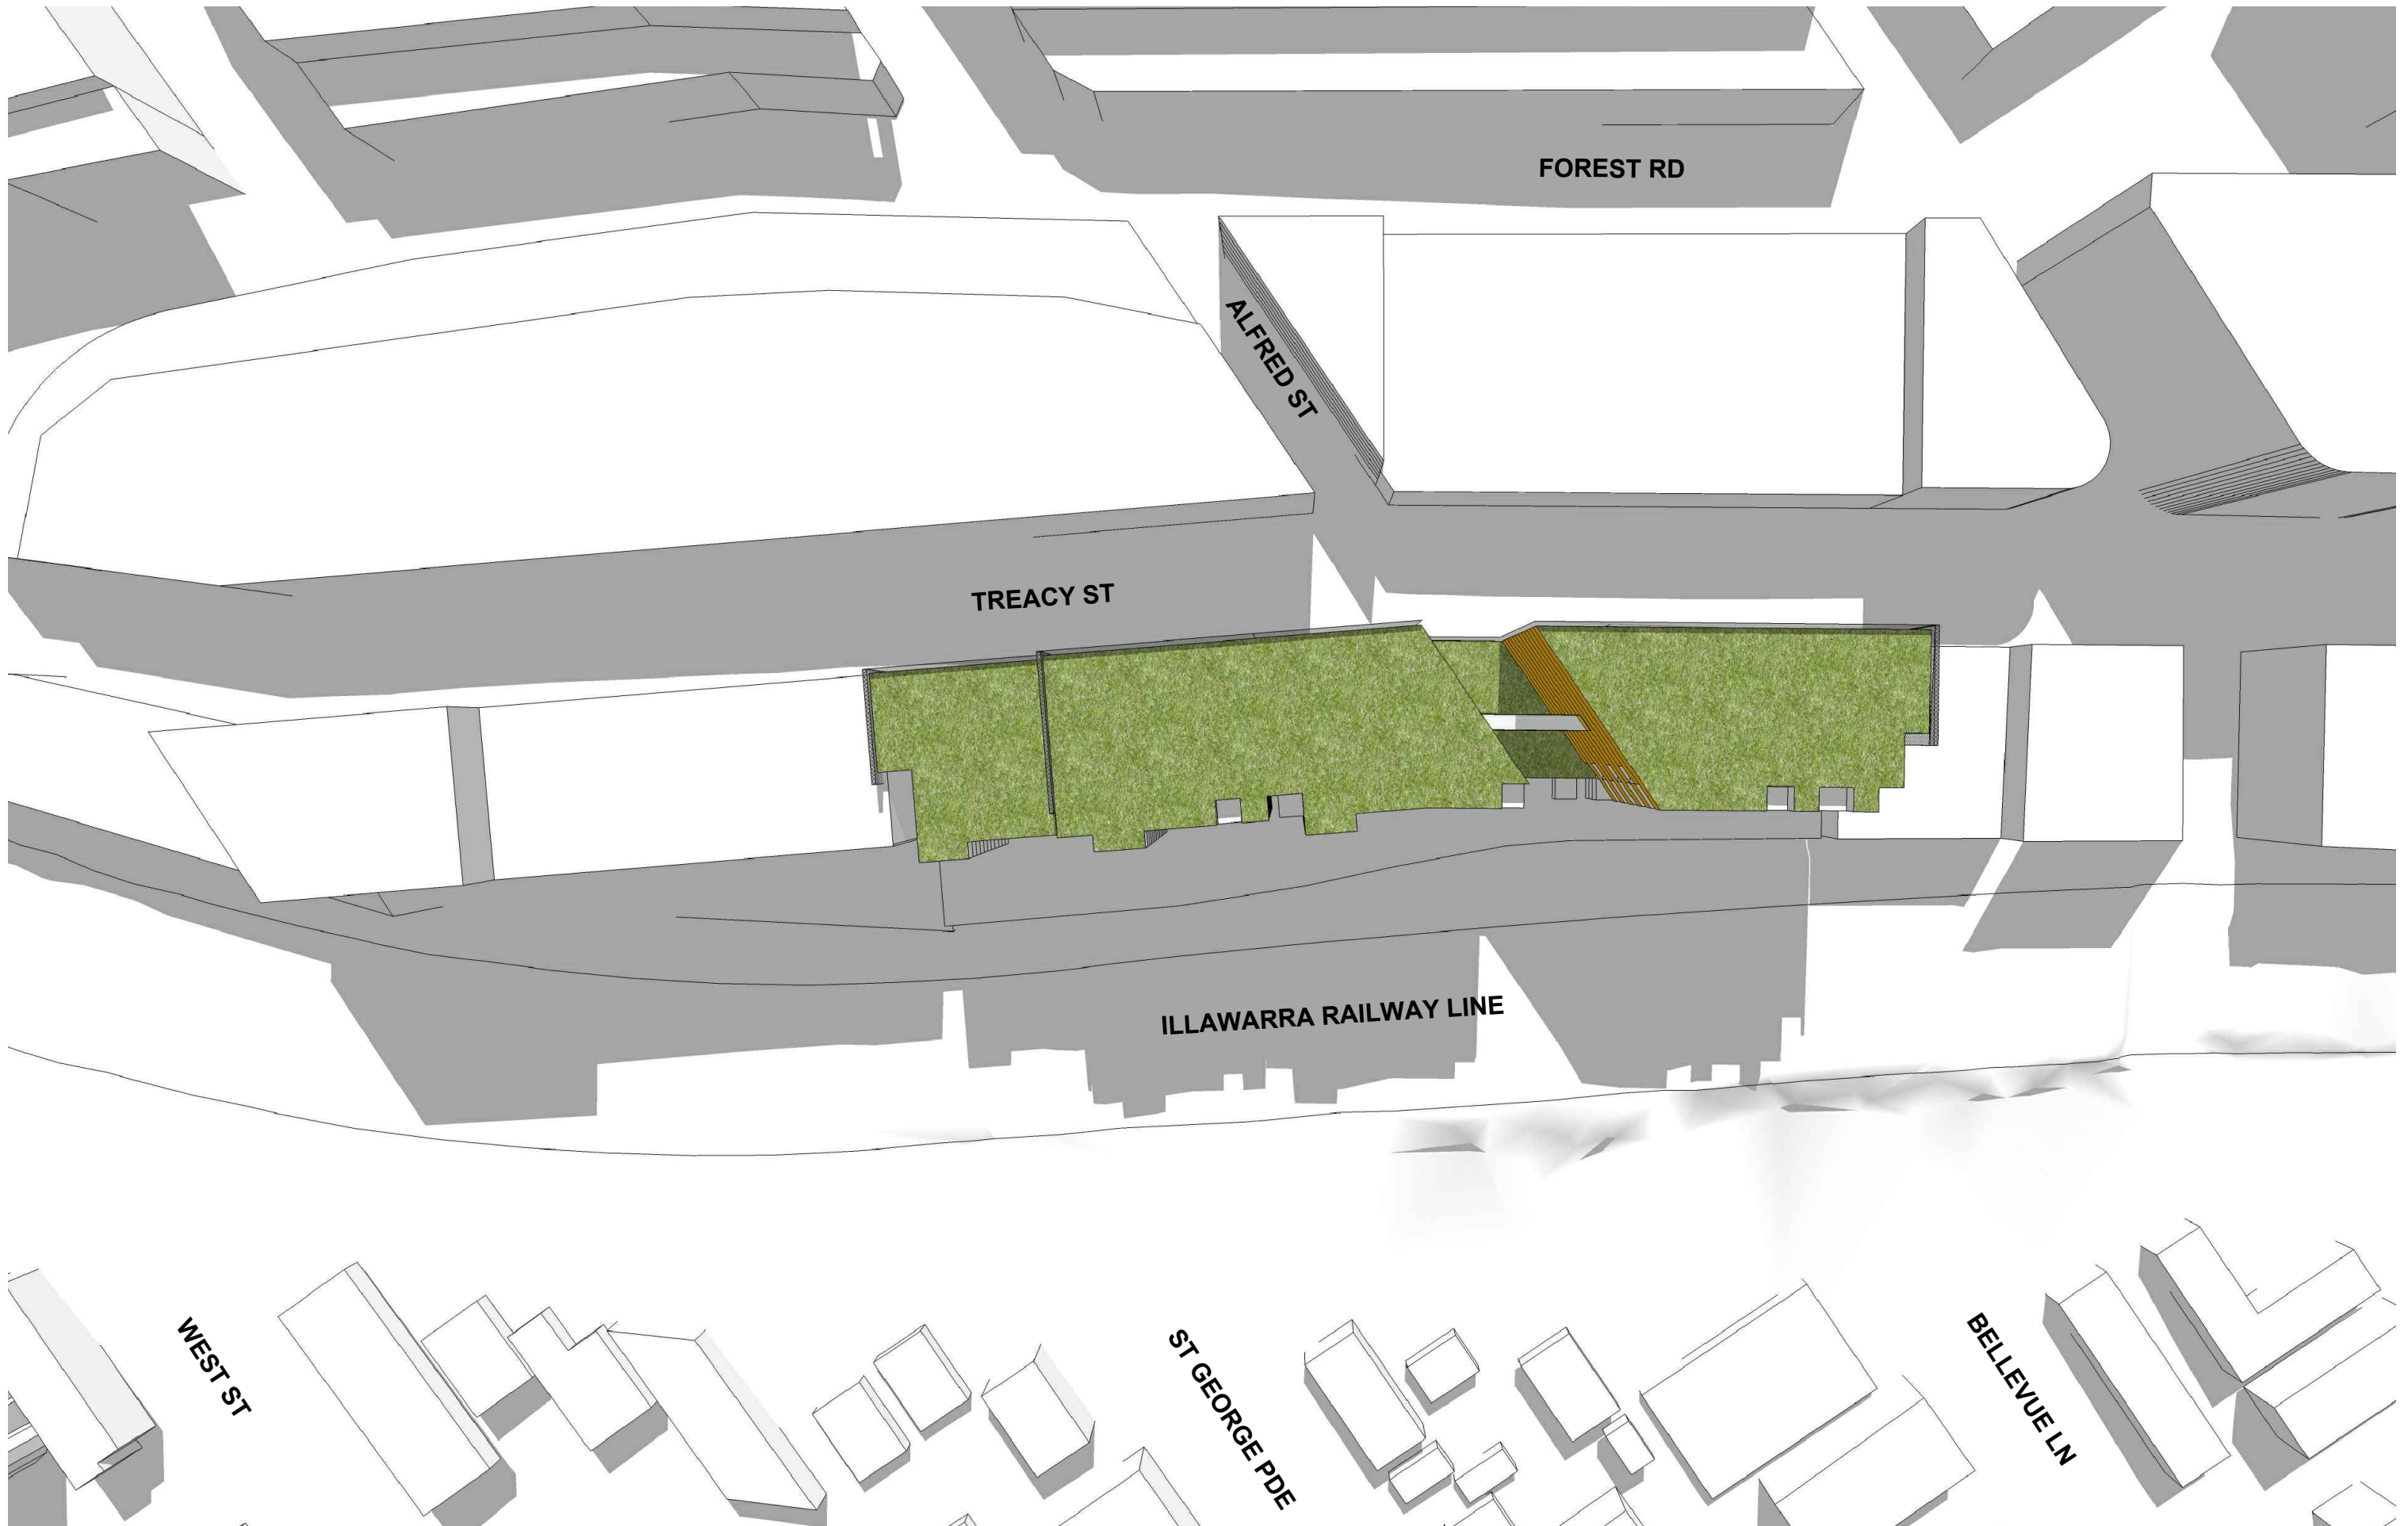 FOREST RD
ALFRED ST
TREACY ST
ILLAWARRA RAILWAY LINE
WEST ST
ST GEORGE PDE
BELLEVUE LN